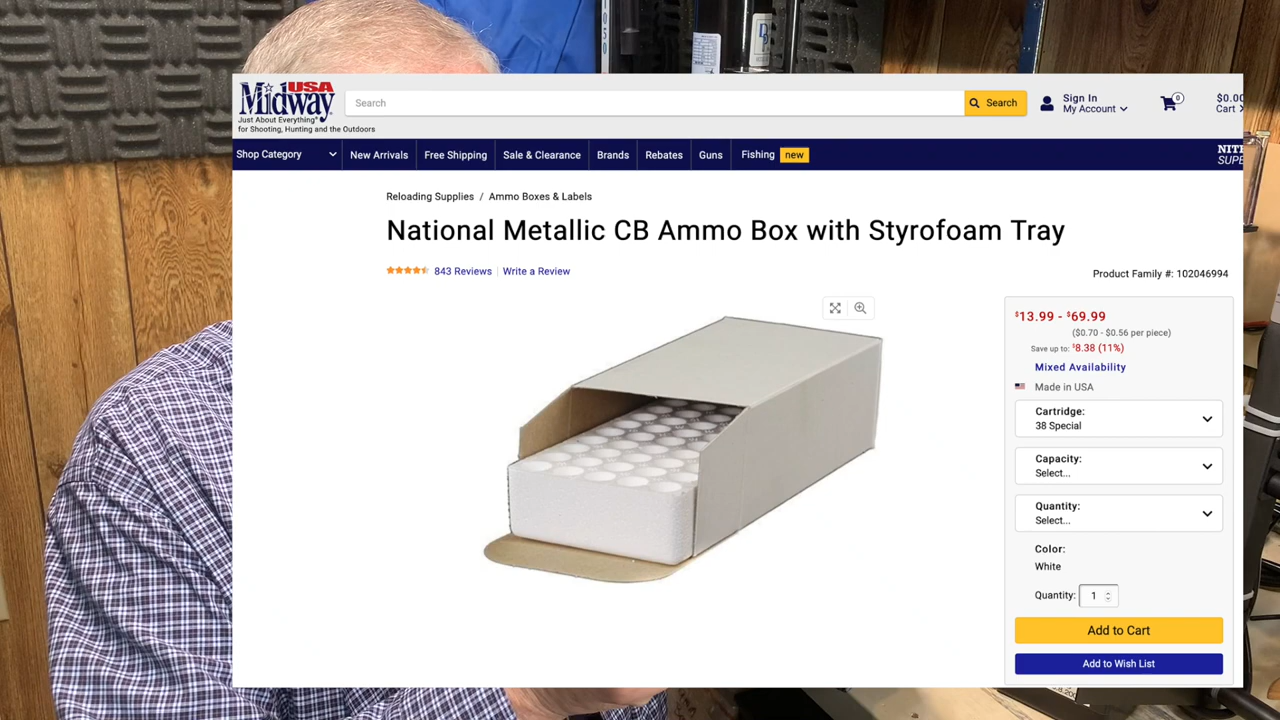 050
USA
Midway
Just About Everything®
for Shooting, Hunting and the Outdoors
Search
Search
Sign In
My Account
0
$0.00
Cart
Shop Category
New Arrivals
Free Shipping
Sale & Clearance
Brands
Rebates
Guns
Fishing new
Reloading Supplies / Ammo Boxes & Labels
National Metallic CB Ammo Box with Styrofoam Tray
843 Reviews
Write a Review
Product Family #: 102046994
$13.99 - $69.99
($0.70 - $0.56 per piece)
Save up to: $8.38 (11%)
Mixed Availability
Made in USA
Cartridge:
38 Special
Capacity:
Select...
Quantity:
Select...
Color:
White
Quantity: 1
Add to Cart
Add to Wish List